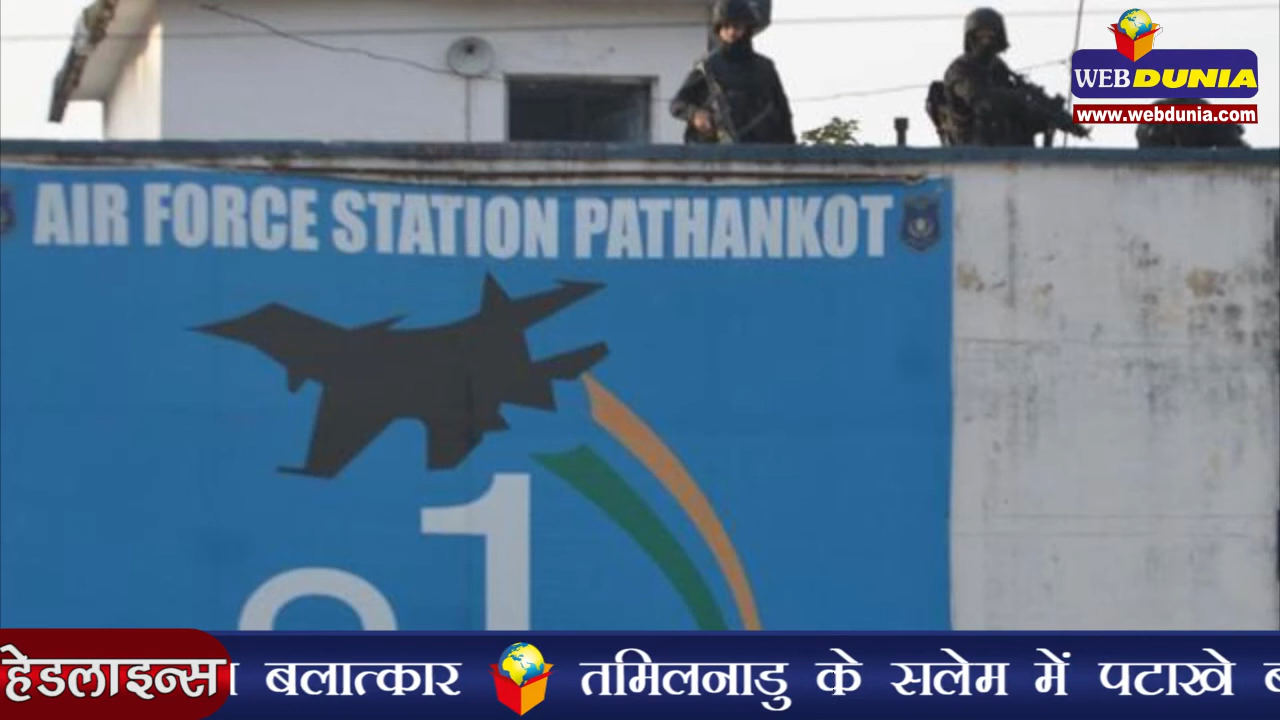 WEBDUNIA
www.webdunia.com
AIR FORCE STATION PATHANKOT
1
हेडलाइन्स
बलात्कार
तमिलनाडु के सलेम में पटाखे